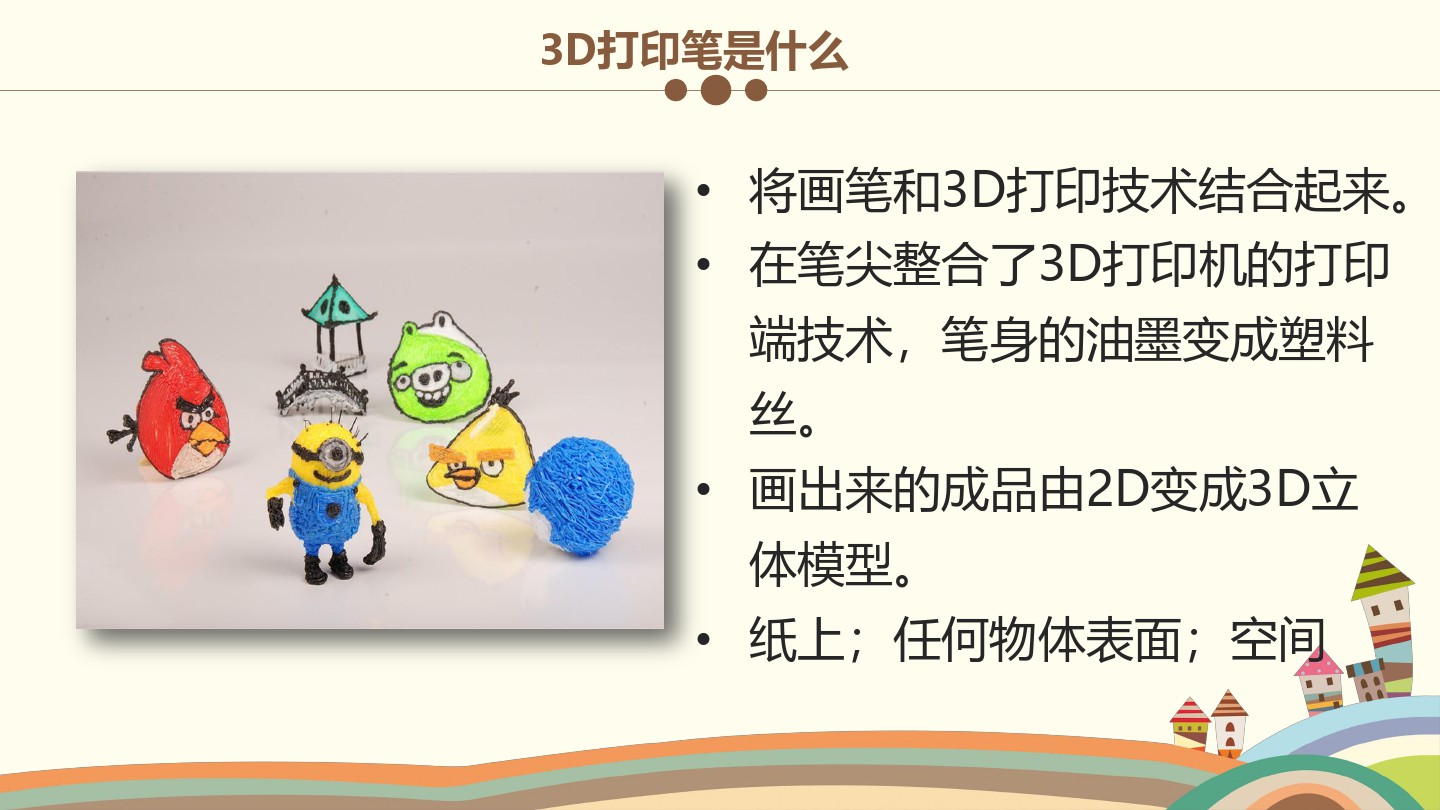 3D打印笔是什么
• 将画笔和3D打印技术结合起来。
• 在笔尖整合了3D打印机的打印
端技术，笔身的油墨变成塑料
丝。
• 画出来的成品由2D变成3D立
体模型。
• 纸上；任何物体表面；空间